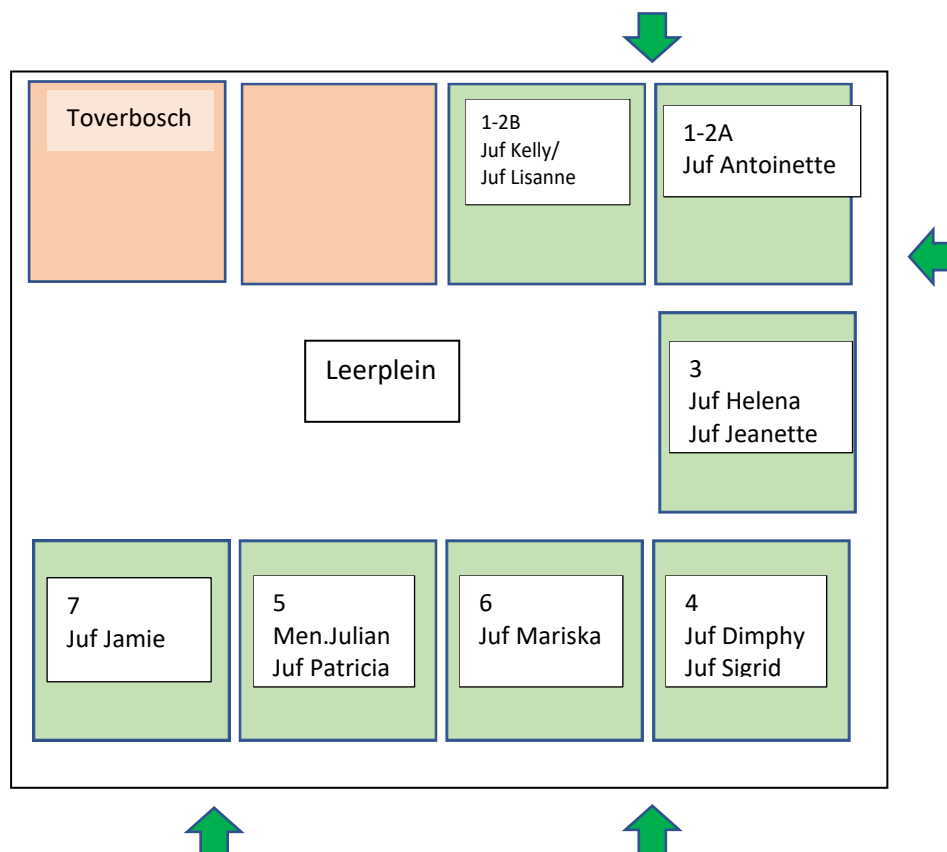 Toverbosch
1-2B
Juf Kelly/
Juf Lisanne
1-2A
Juf Antoinette
Leerplein
3
Juf Helena
Juf Jeanette
7
Juf Jamie
5
Men.Julian
Juf Patricia
6
Juf Mariska
4
Juf Dimphy
Juf Sigrid